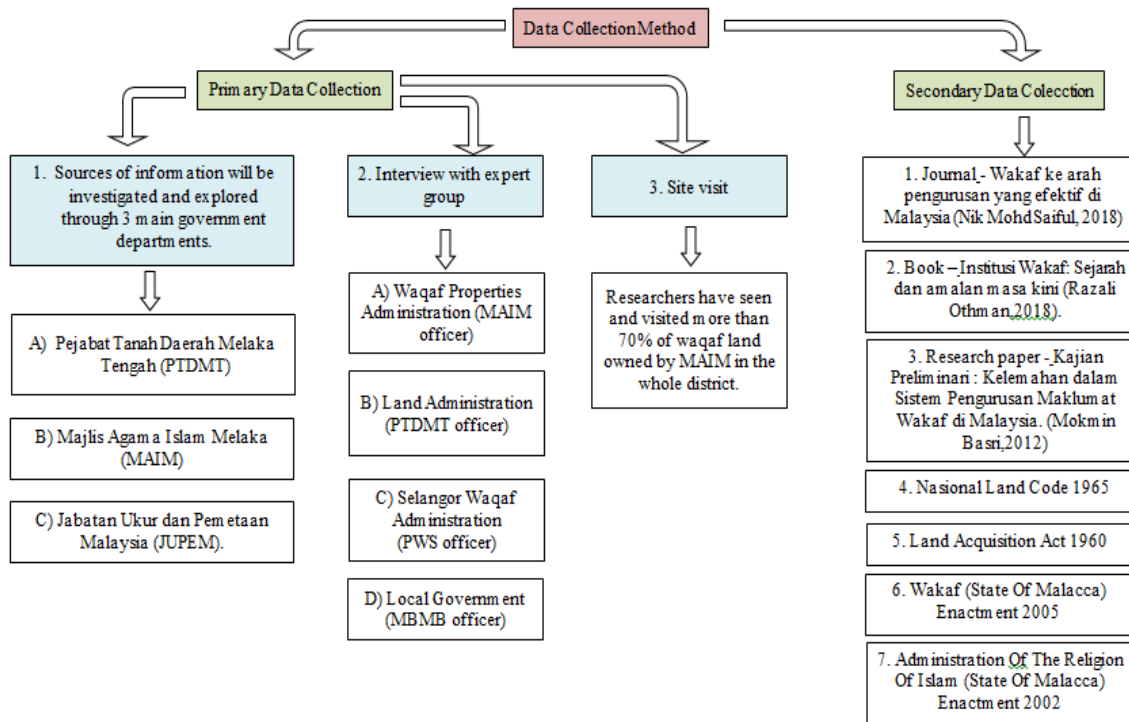 Data Collection Method
Primary Data Collection
Secondary Data Colecction
1. Sources of information will be
investigated and explored
through 3 main government
departments.
A) Pejabat Tanah Daerah Melaka
Tengah (PTDMT)
B) Majlis Agama Islam Melaka
(MAIM)
C) Jabatan Ukur dan Pemetaan
Malaysia (JUPEM).
2. Interview with expert
group
A) Waqaf Properties
Administration (MAIM
officer)
B) Land Administration
(PTDMT officer)
C) Selangor Waqaf
Administration
(PWS officer)
D) Local Government
(MBMB officer)
3. Site visit
Researchers have seen
and visited more than
70% of waqaf land
owned by MAIM in the
whole district.
1. Journal - Wakaf ke arah
pengurusan yang efektif di
Malaysia (Nik Mohd Saiful, 2018)
2. Book – Institusi Wakaf: Sejarah
dan amalan masa kini (Razali
Othman,2018).
3. Research paper - Kajian
Preliminari : Kelemahan dalam
Sistem Pengurusan Maklumat
Wakaf di Malaysia. (Mokmin
Basri,2012)
4. Nasional Land Code 1965
5. Land Acquisition Act 1960
6. Wakaf (State Of Malacca)
Enactment 2005
7. Administration Of The Religion
Of Islam (State Of Malacca)
Enactment 2002